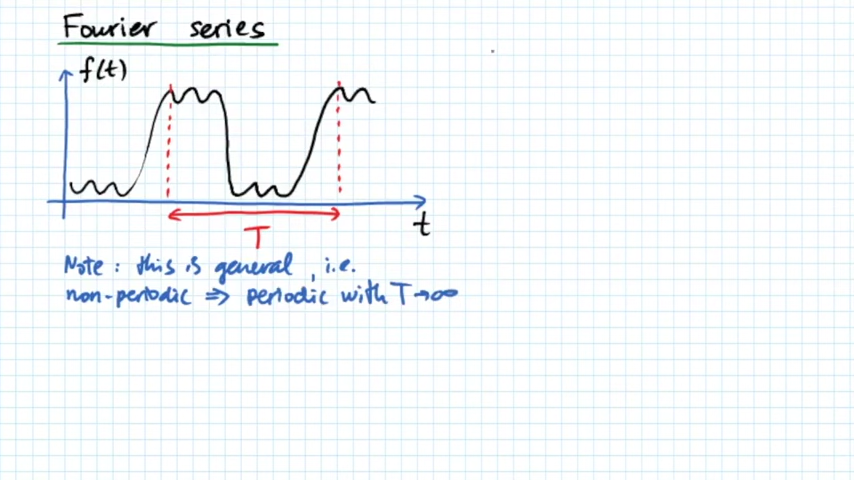 Fourier series
f(t)
t
T
Note : this is general , i.e.
non-periodic => periodic with T→∞